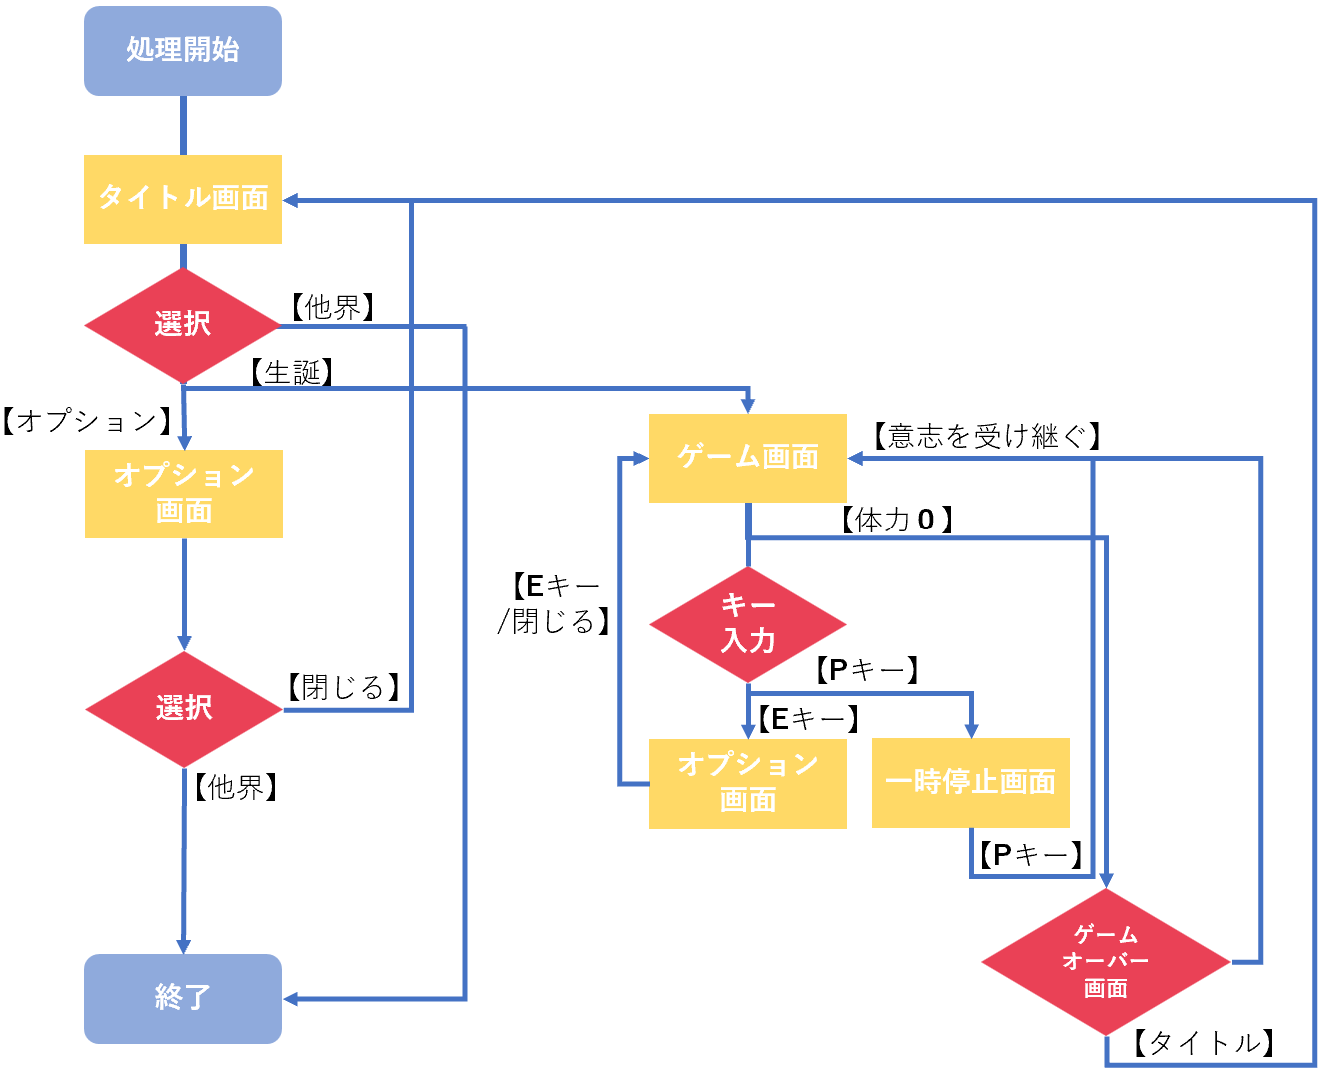 処理開始
タイトル画面
選択
【他界】
【生誕】
【オプション】
オプション
画面
選択
【閉じる】
【他界】
終了
ゲーム画面
【意志を受け継ぐ】
【体力０】
【Eキー
/閉じる】
キー
入力
【Pキー】
【Eキー】
オプション
画面
一時停止画面
【Pキー】
ゲーム
オーバー
画面
【タイトル】